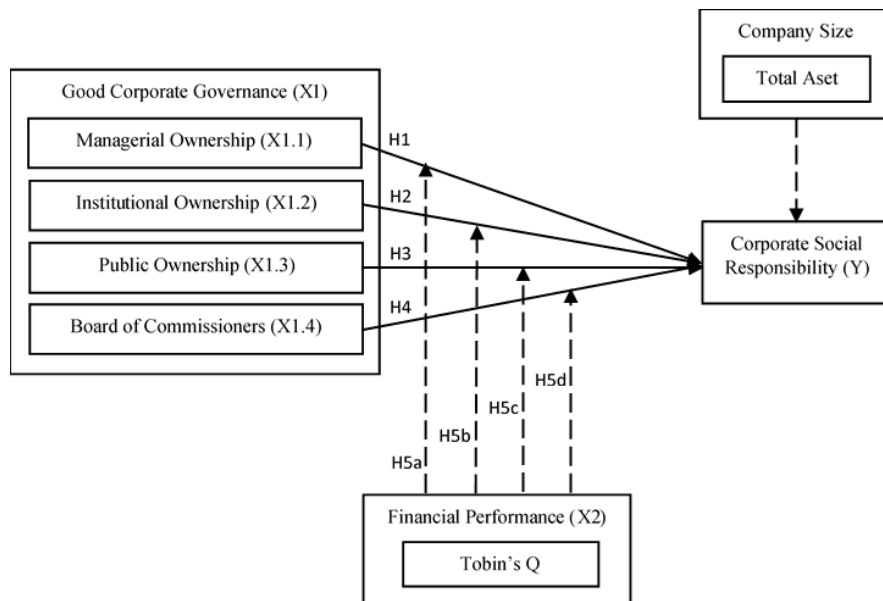 Company Size
Total Aset
Good Corporate Governance (X1)
Managerial Ownership (X1.1)
H1
Institutional Ownership (X1.2)
H2
Public Ownership (X1.3)
H3
Board of Commissioners (X1.4)
H4
Corporate Social
Responsibility (Y)
H5a
H5b
H5c
H5d
Financial Performance (X2)
Tobin's Q